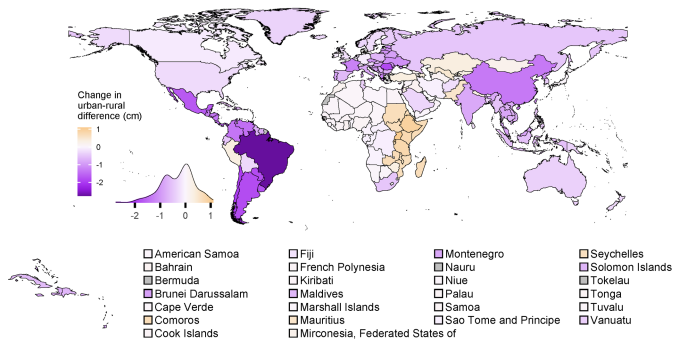 Change in
urban-rural
difference (cm)
1
0
-1
-2
-2 -1 0 1
American Samoa
Bahrain
Bermuda
Brunei Darussalam
Cape Verde
Comoros
Cook Islands
Fiji
French Polynesia
Kiribati
Maldives
Marshall Islands
Mauritius
Mirconesia, Federated States of
Montenegro
Nauru
Niue
Palau
Samoa
Sao Tome and Principe
Seychelles
Solomon Islands
Tokelau
Tonga
Tuvalu
Vanuatu